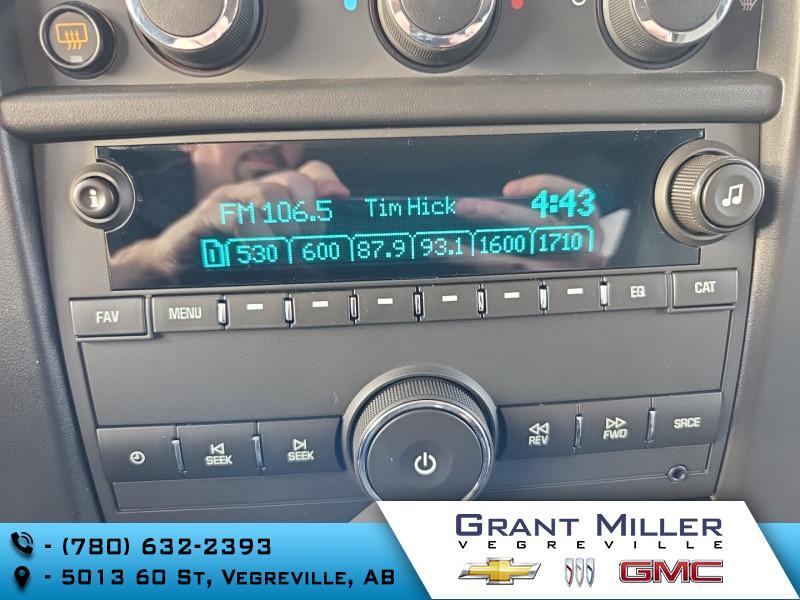 FM 106.5 Tim Hick 4:43
1 530 600 87.9 93.1 1600 1710
FAV MENU EQ CAT
SEEK SEEK REV FWD SRCE
- (780) 632-2393
- 5013 60 St, Vegreville, AB
GRANT MILLER
VEGREVILLE
GMC